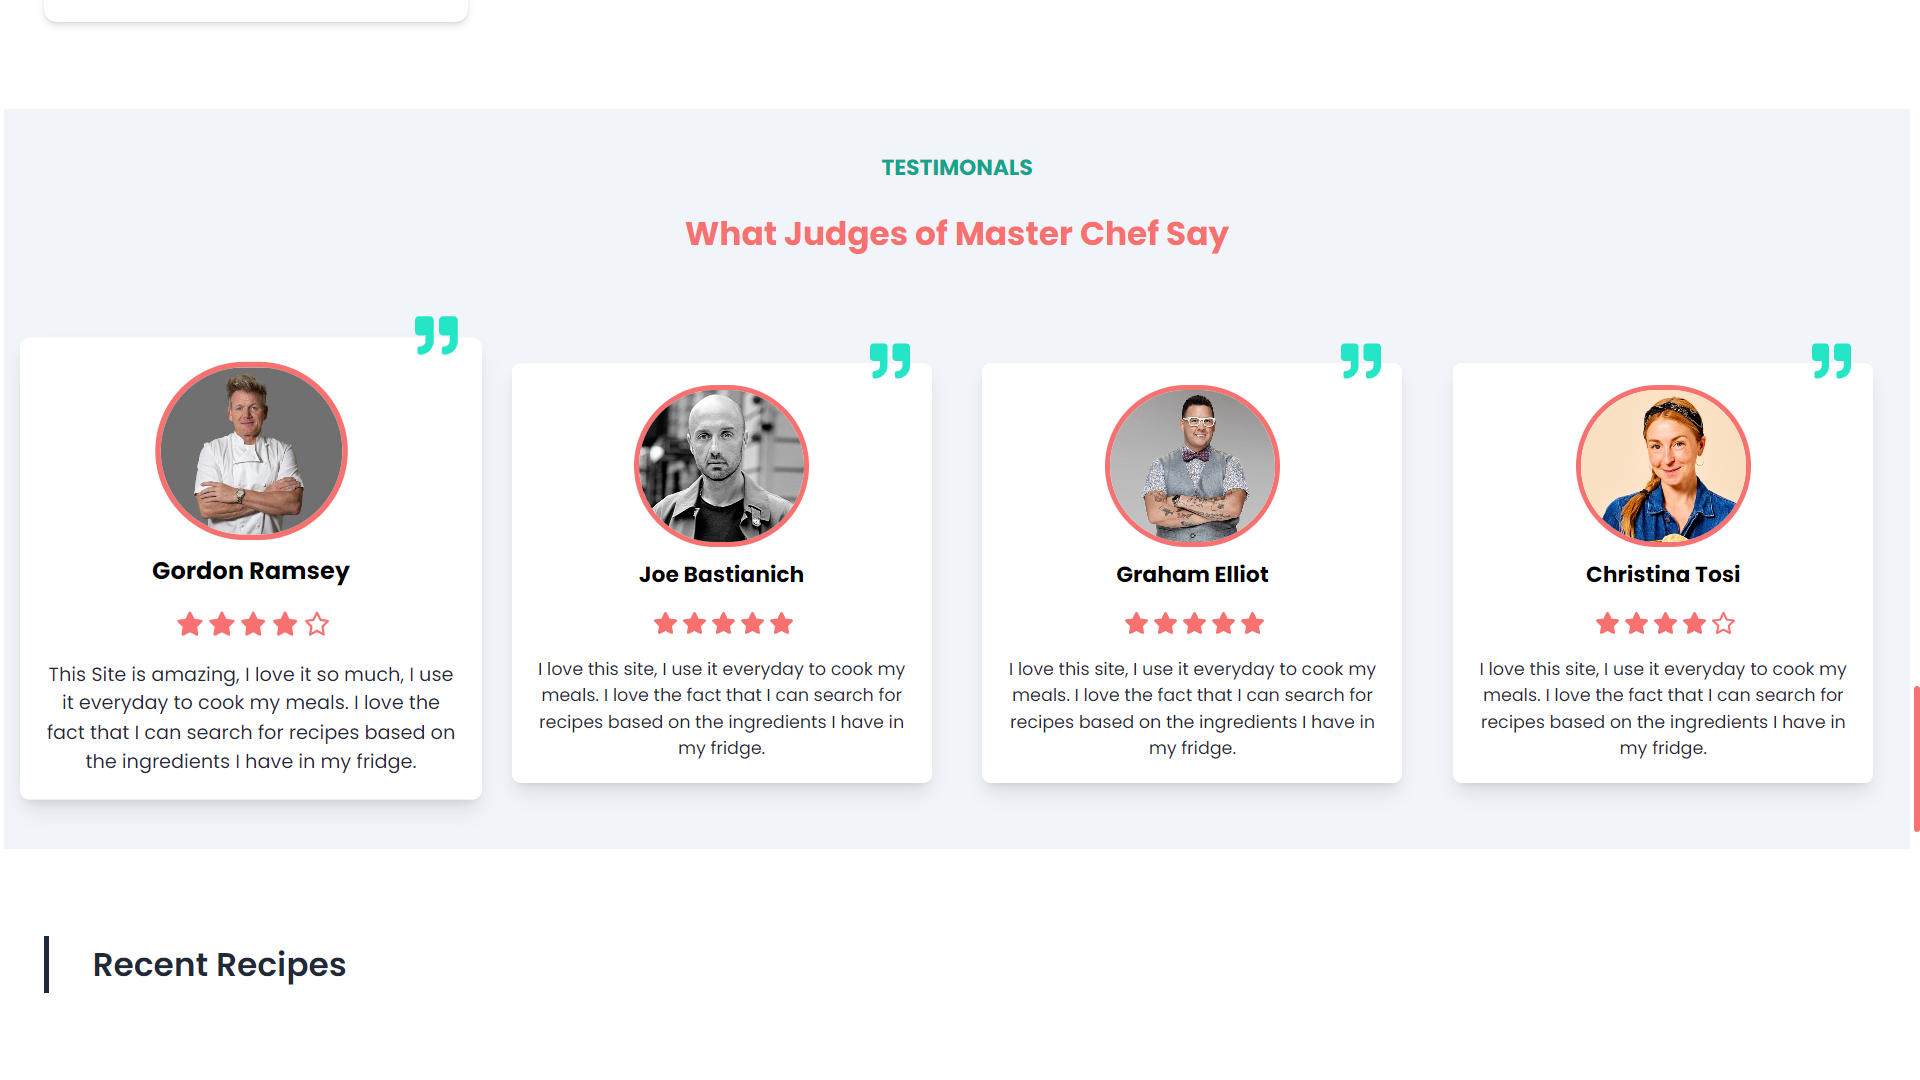 TESTIMONALS
What Judges of Master Chef Say
Gordon Ramsey
This Site is amazing, I love it so much, I use
it everyday to cook my meals. I love the
fact that I can search for recipes based on
the ingredients I have in my fridge.
Joe Bastianich
I love this site, I use it everyday to cook my
meals. I love the fact that I can search for
recipes based on the ingredients I have in
my fridge.
Graham Elliot
I love this site, I use it everyday to cook my
meals. I love the fact that I can search for
recipes based on the ingredients I have in
my fridge.
Christina Tosi
I love this site, I use it everyday to cook my
meals. I love the fact that I can search for
recipes based on the ingredients I have in
my fridge.
Recent Recipes